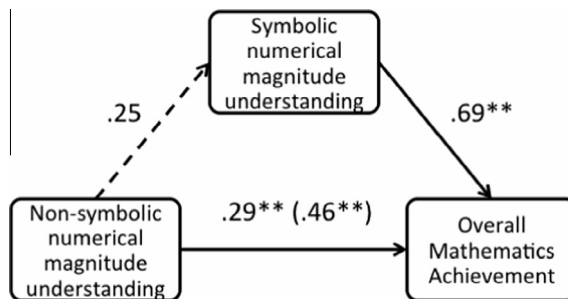 Symbolic
numerical
magnitude
understanding
.25
.69**
Non-symbolic
numerical
magnitude
understanding
.29** (.46**)
Overall
Mathematics
Achievement